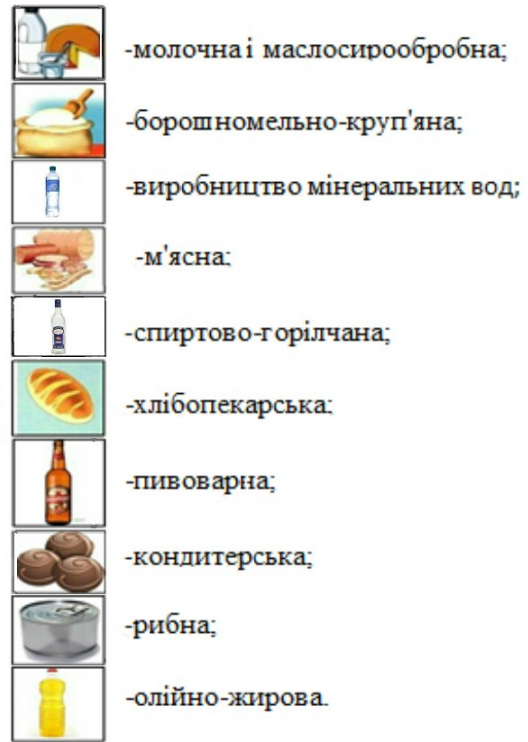 -молочна і маслосирообробна;
-борошномельно-круп'яна;
-виробництво мінеральних вод;
-м'ясна;
-спиртово-горілчана;
-хлібопекарська;
-пивоварна;
-кондитерська;
-рибна;
-олійно-жирова.